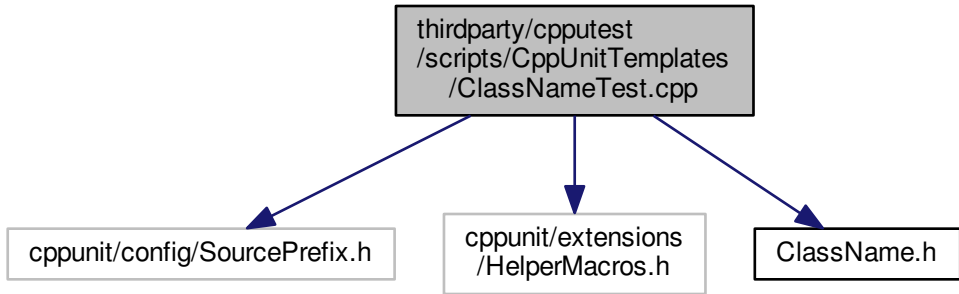 thirdparty/cpputest
/scripts/CppUnitTemplates
/ClassNameTest.cpp
cppunit/config/SourcePrefix.h
cppunit/extensions
/HelperMacros.h
ClassName.h